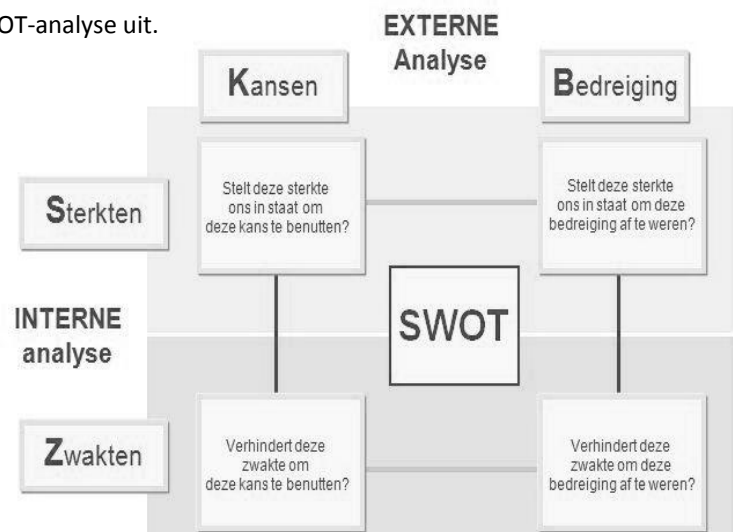 OT-analyse uit.
EXTERNE
Analyse
Kansen
Bedreiging
Sterkten
Stelt deze sterkte
ons in staat om
deze kans te benutten?
Stelt deze sterkte
ons in staat om deze
bedreiging af te weren?
INTERNE
analyse
SWOT
Zwakten
Verhindert deze
zwakte om
deze kans te benutten?
Verhindert deze
zwakte om deze
bedreiging af te weren?